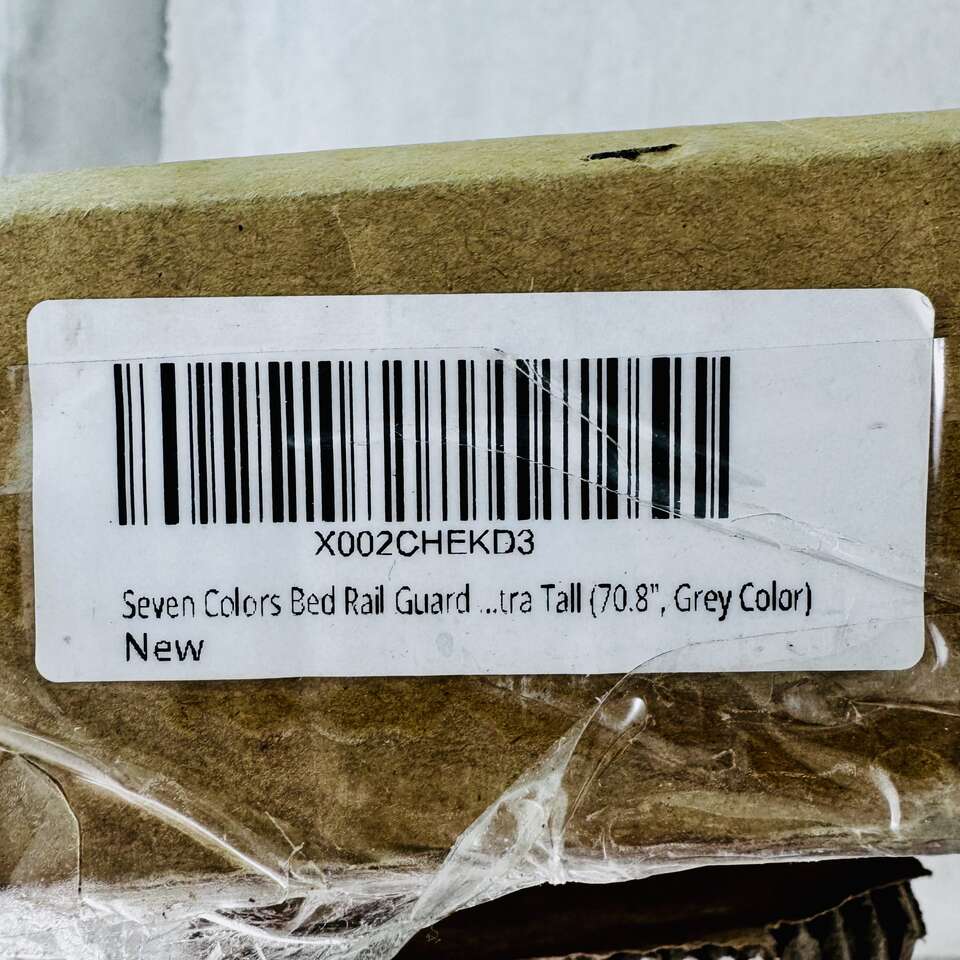 X002CHEKD3
Seven Colors Bed Rail Guard ...tra Tall (70.8", Grey Color)
New